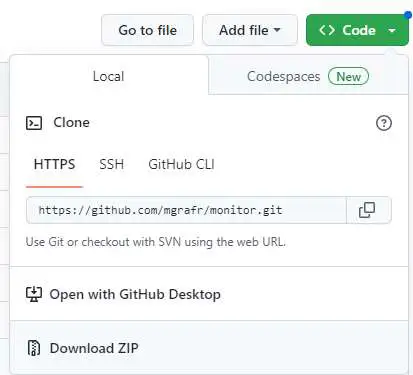 Go to file Add file <> Code
Local Codespaces New
Clone
HTTPS SSH GitHub CLI
https://github.com/mgrafr/monitor.git
Use Git or checkout with SVN using the web URL.
Open with GitHub Desktop
Download ZIP